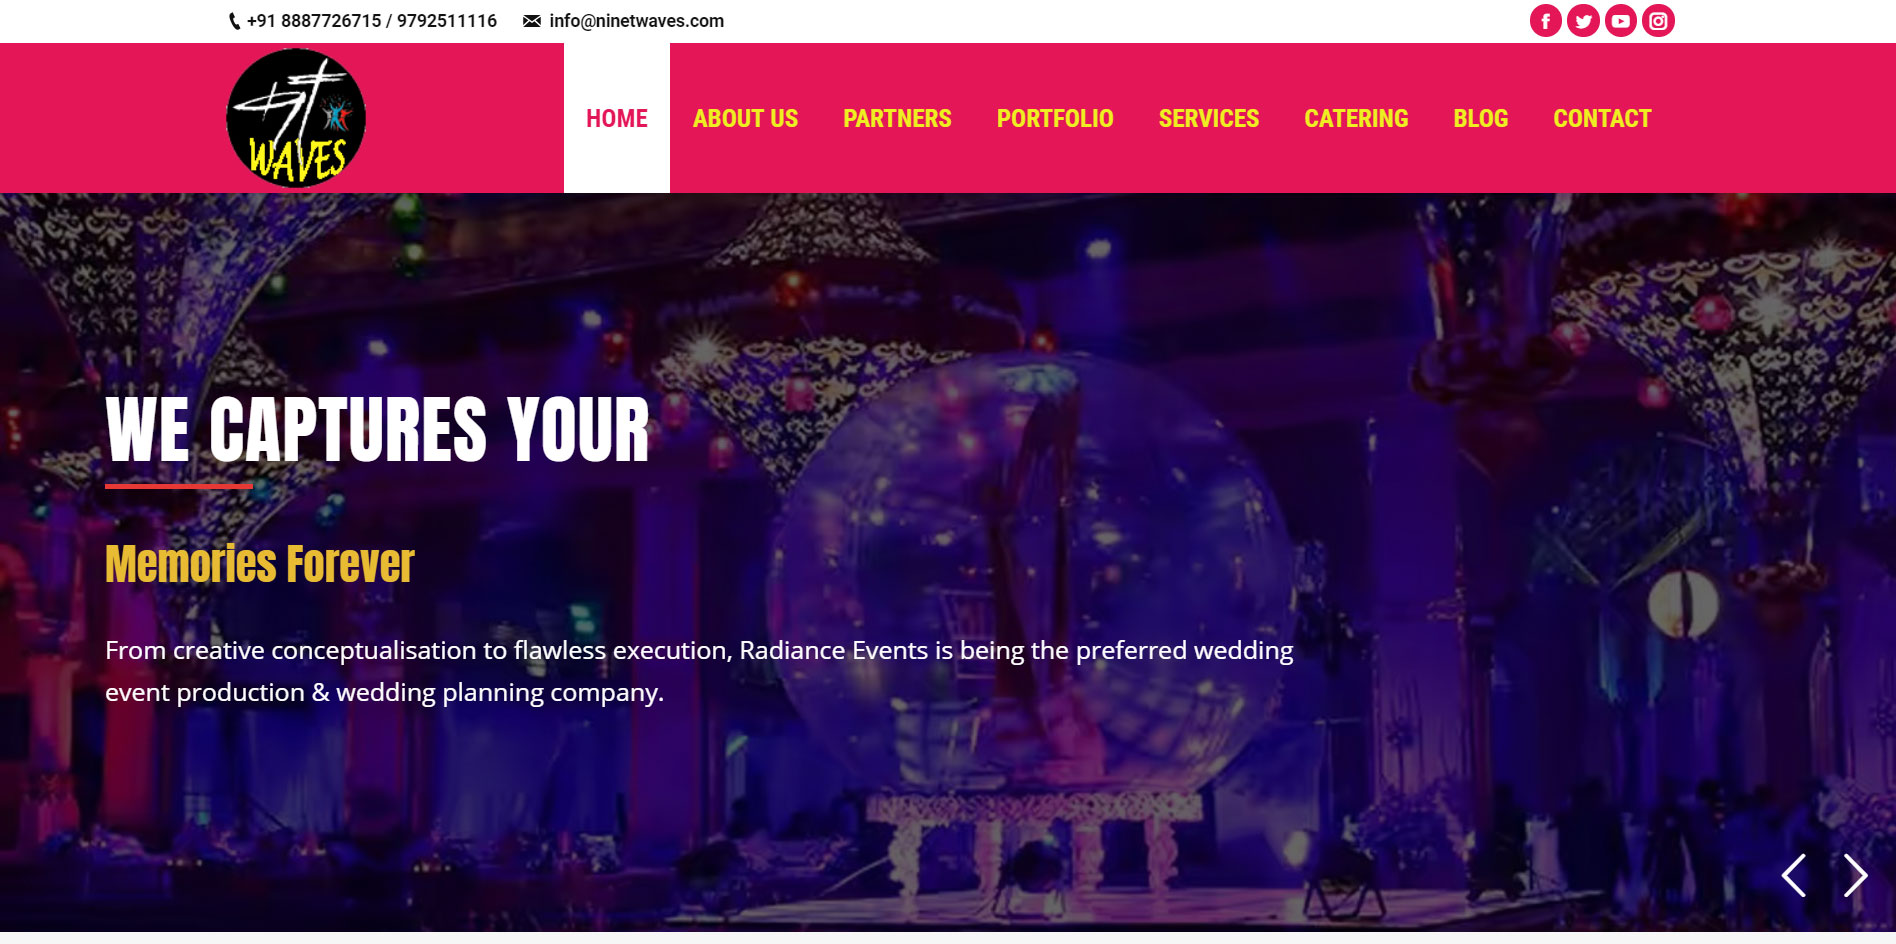 +91 8887726715 / 9792511116 info@ninetwaves.com
9T
WAVES
HOME ABOUT US PARTNERS PORTFOLIO SERVICES CATERING BLOG CONTACT
WE CAPTURES YOUR
Memories Forever
From creative conceptualisation to flawless execution, Radiance Events is being the preferred wedding
event production & wedding planning company.